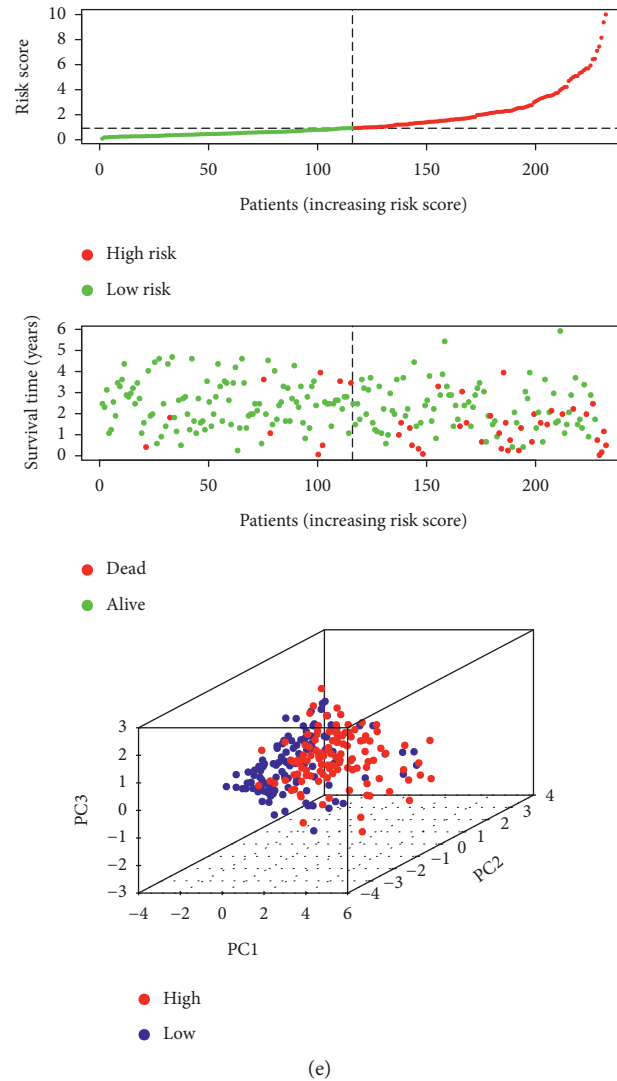 10
8
6
4
2
0
Risk score
0 50 100 150 200
Patients (increasing risk score)
High risk
Low risk
6
5
4
3
2
1
0
Survival time (years)
0 50 100 150 200
Patients (increasing risk score)
Dead
Alive
3
2
1
0
−1
−2
−3
PC3
−4 −2 0 2 4 6
PC1
−4 −3 −2 −1 0 1 2 3 4
PC2
High
Low
(e)